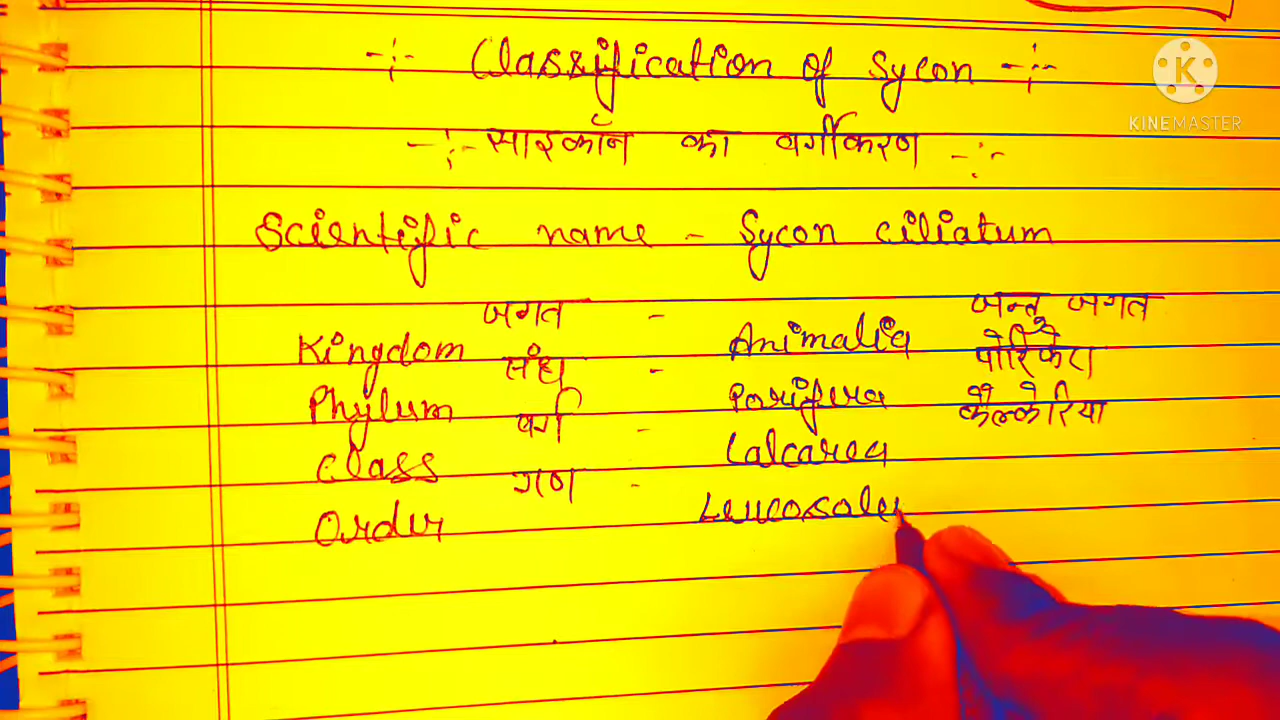 Classification of Sycon
KINEMASTER
साइकॉन का वर्गीकरण
Scientific name - Sycon ciliatum
Kingdom जगत - Animalia जन्तु जगत
Phylum संघ - Porifera पोरिफेरा
Class वर्ग - Calcarea कैल्केरिया
Order गण - Leucosole